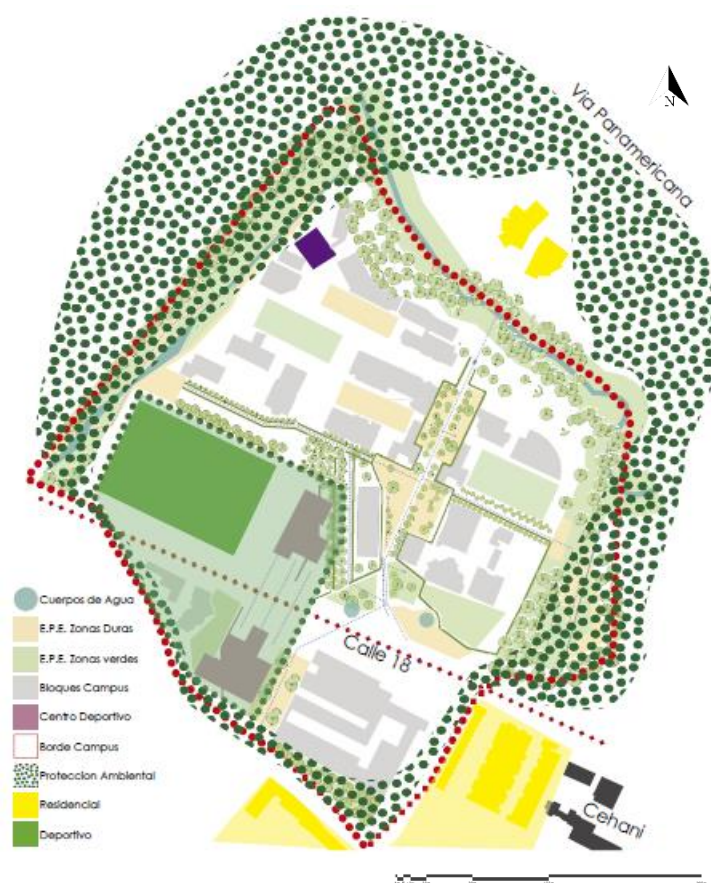 Via Panamericana
N
Calle 18
Cehani
Cuerpos de Agua
E.P.E. Zonas Duras
E.P.E. Zonas verdes
Bloques Campus
Centro Deportivo
Borde Campus
Proteccion Ambiental
Residencial
Deportivo